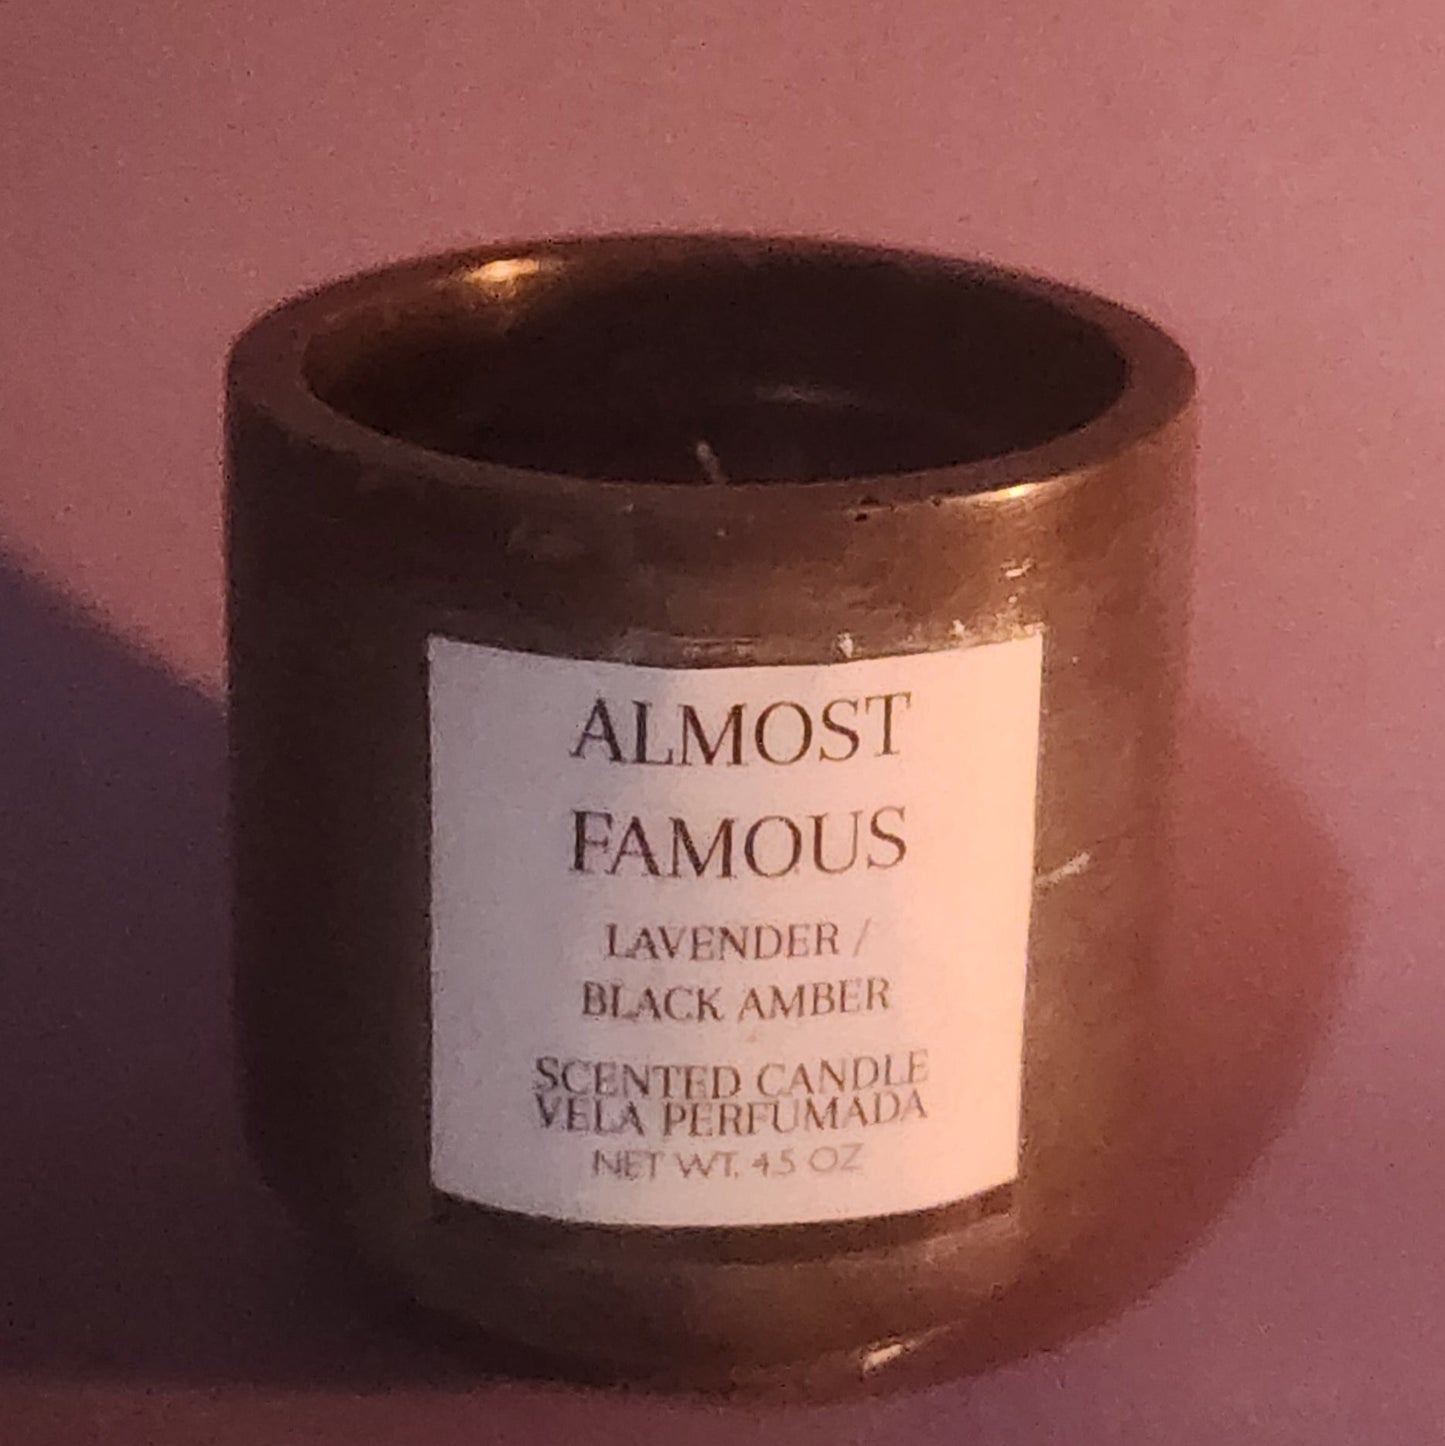 ALMOST
FAMOUS
LAVENDER /
BLACK AMBER
SCENTED CANDLE
VELA PERFUMADA
NET WT. 4.5 OZ